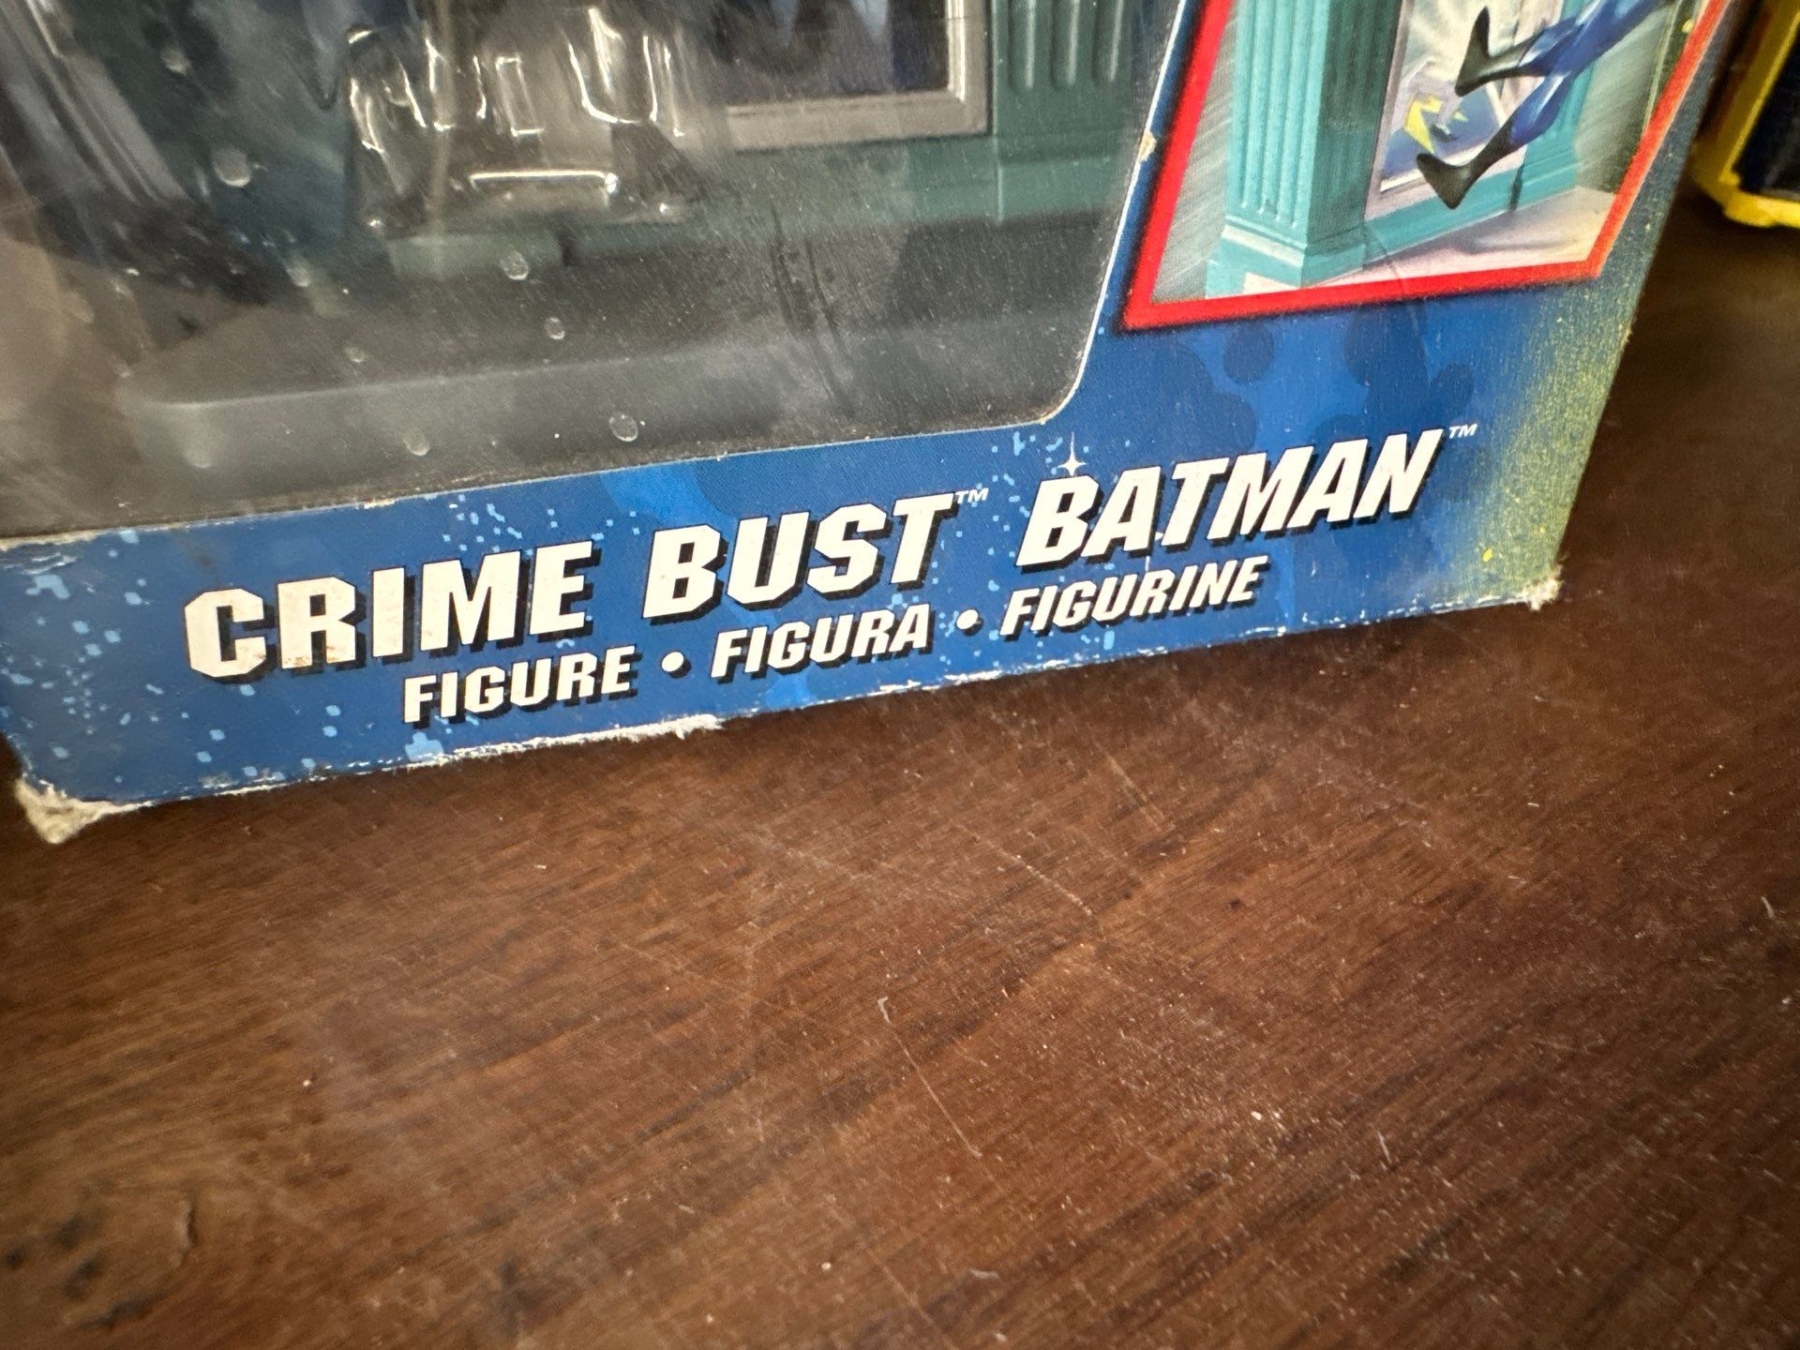 CRIME BUST™ BATMAN™
FIGURE • FIGURA • FIGURINE